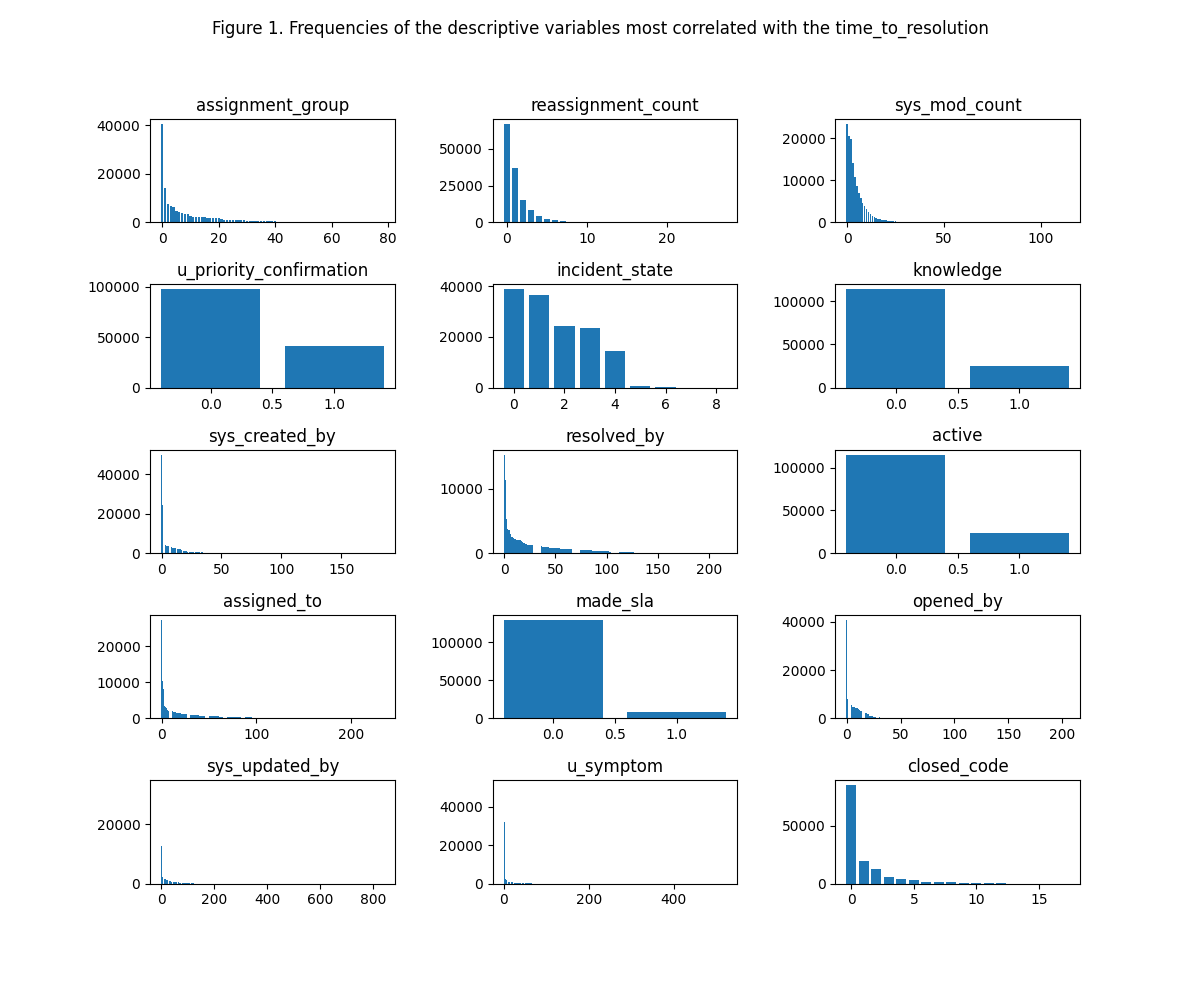 Figure 1. Frequencies of the descriptive variables most correlated with the time_to_resolution
assignment_group
40000
20000
0
0 20 40 60 80
reassignment_count
50000
25000
0
0 10 20
sys_mod_count
20000
10000
0
0 50 100
u_priority_confirmation
100000
50000
0
0.0 0.5 1.0
incident_state
40000
20000
0
0 2 4 6 8
knowledge
100000
50000
0
0.0 0.5 1.0
sys_created_by
40000
20000
0
0 50 100 150
resolved_by
10000
0
0 50 100 150 200
active
100000
50000
0
0.0 0.5 1.0
assigned_to
20000
10000
0
0 100 200
made_sla
100000
50000
0
0.0 0.5 1.0
opened_by
40000
20000
0
0 50 100 150 200
sys_updated_by
20000
0
0 200 400 600 800
u_symptom
40000
20000
0
0 200 400
closed_code
50000
0
0 5 10 15